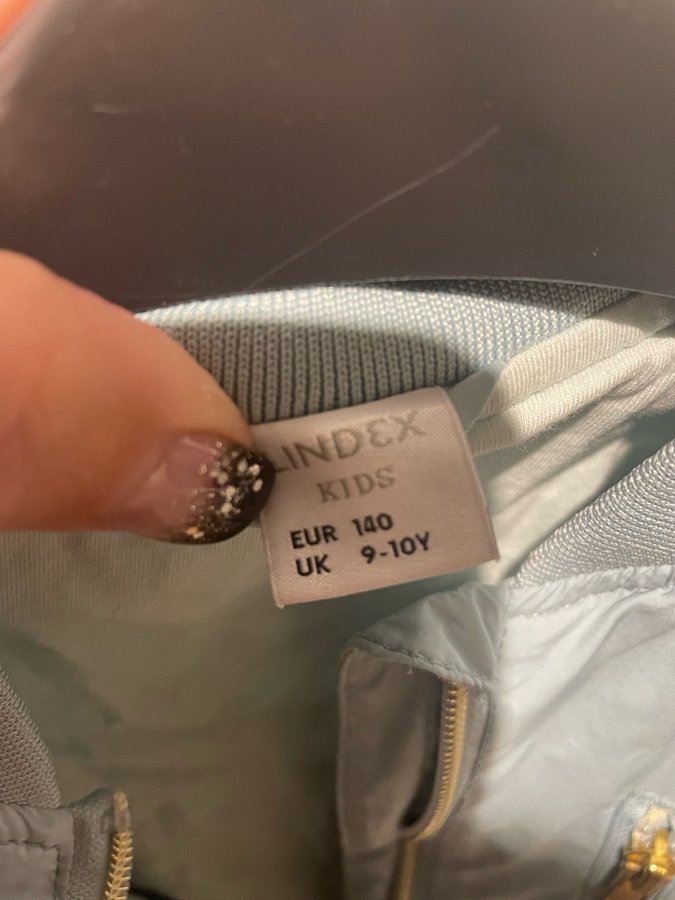 LINDEX
KIDS
EUR 140
UK 9-10Y